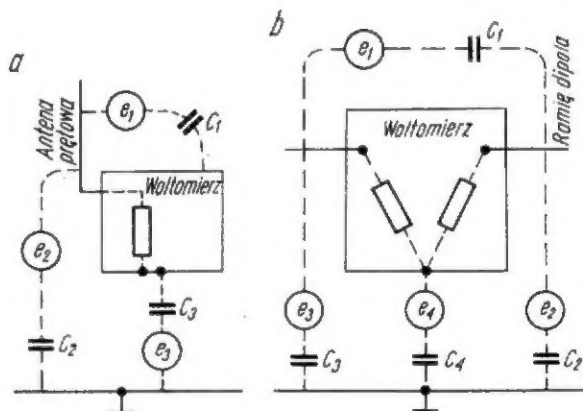 a
Antena
prętowa
e1
C1
Woltomierz
e2
C3
C2
e3
b
e1
C1
Woltomierz
Ramię dipola
e3
e4
e2
C3
C4
C2